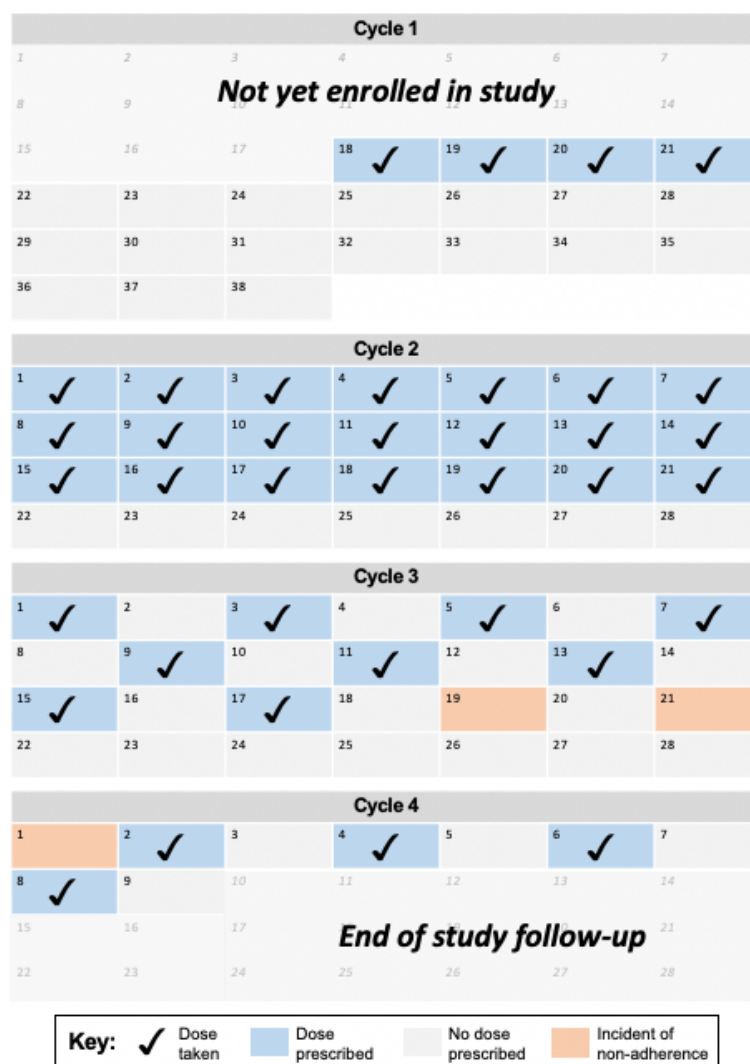 Cycle 1
1 2 3 4 5 6 7
Not yet enrolled in study
8 9 10 11 12 13 14
15 16 17 18 19 20 21
22 23 24 25 26 27 28
29 30 31 32 33 34 35
36 37 38
Cycle 2
1 2 3 4 5 6 7
8 9 10 11 12 13 14
15 16 17 18 19 20 21
22 23 24 25 26 27 28
Cycle 3
1 2 3 4 5 6 7
8 9 10 11 12 13 14
15 16 17 18 19 20 21
22 23 24 25 26 27 28
Cycle 4
1 2 3 4 5 6 7
8 9 10 11 12 13 14
15 16 17 21
End of study follow-up
22 23 24 25 26 27 28
Key:
Dose
taken
Dose
prescribed
No dose
prescribed
Incident of
non-adherence